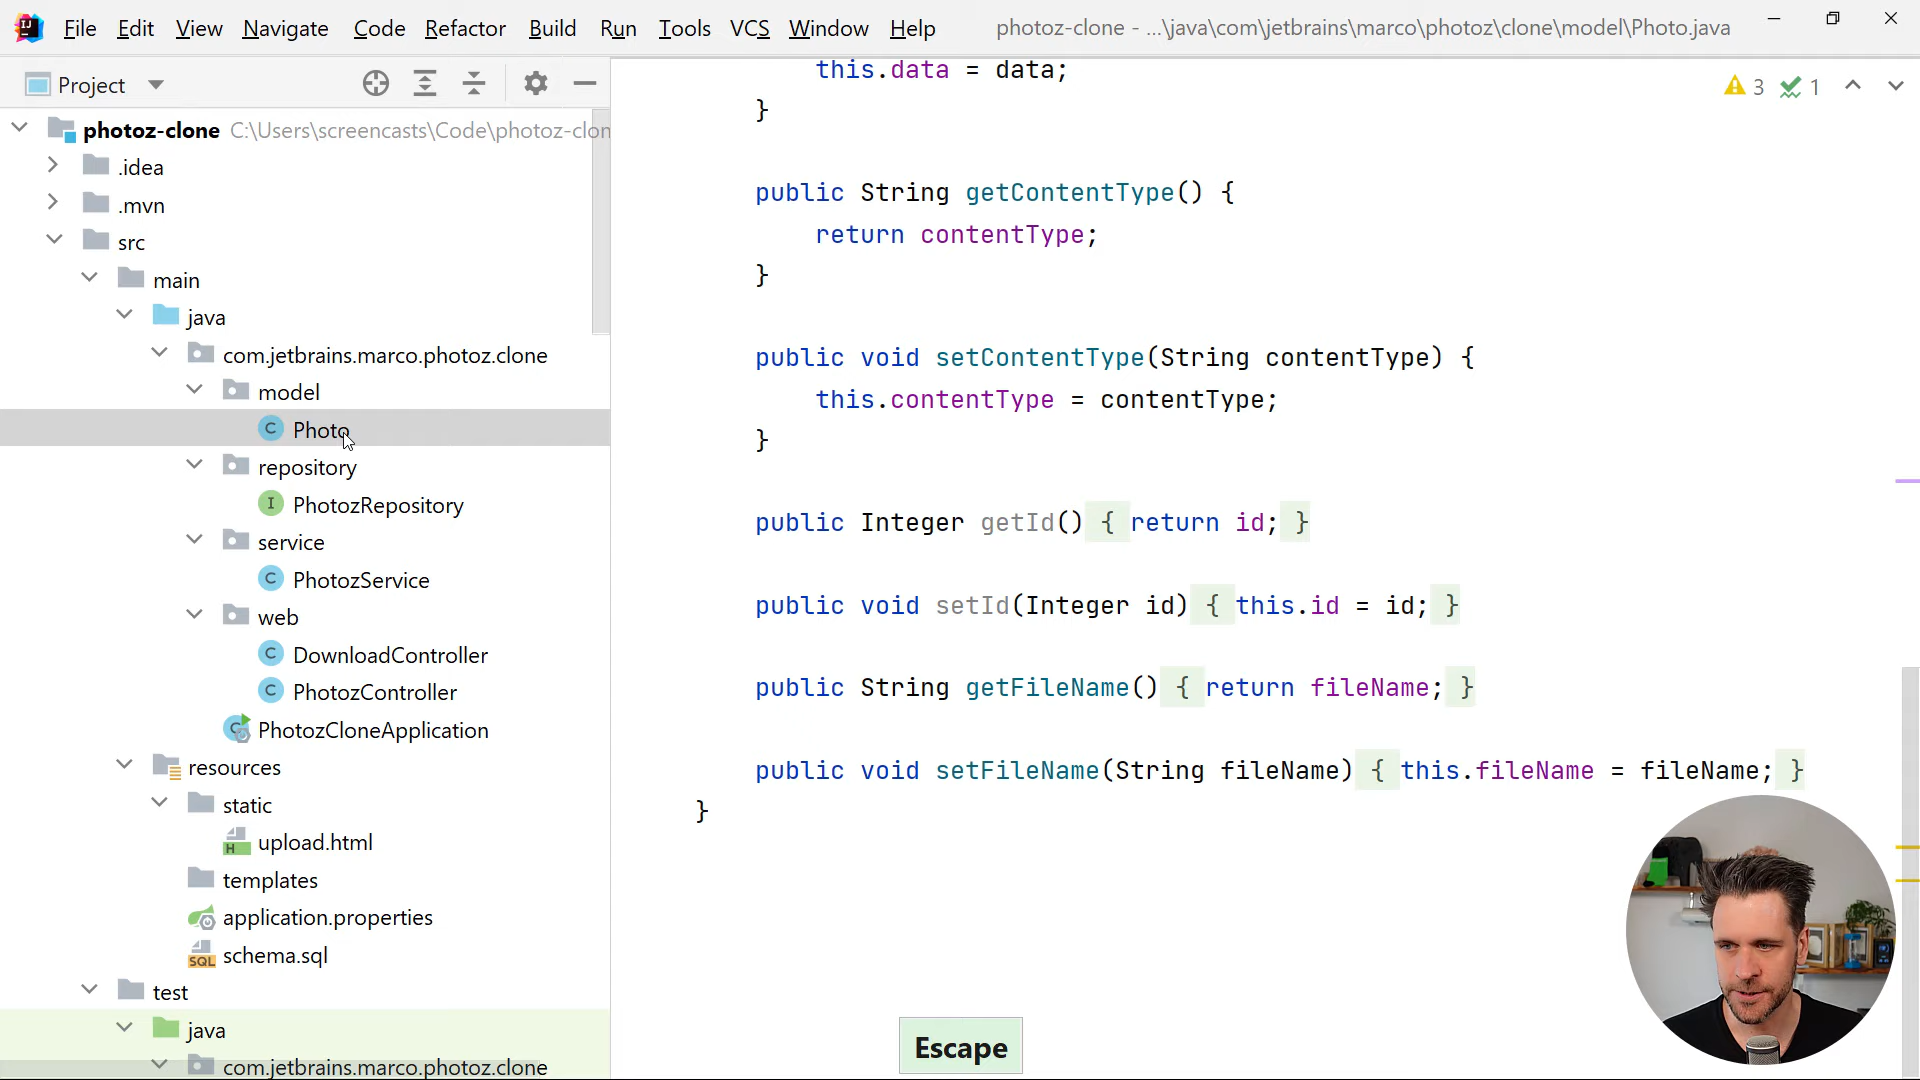 File Edit View Navigate Code Refactor Build Run Tools VCS Window Help photoz-clone - ...\java\com\jetbrains\marco\photoz\clone\model\Photo.java
Project
photoz-clone C:\Users\screencasts\Code\photoz-clon
.idea
.mvn
src
main
java
com.jetbrains.marco.photoz.clone
model
C Photo
repository
I PhotozRepository
service
C PhotozService
web
C DownloadController
C PhotozController
C PhotozCloneApplication
resources
static
H upload.html
templates
application.properties
SQL schema.sql
test
java
com.jetbrains.marco.photoz.clone
3 1
this.data = data;
}
public String getContentType() {
return contentType;
}
public void setContentType(String contentType) {
this.contentType = contentType;
}
public Integer getId() { return id; }
public void setId(Integer id) { this.id = id; }
public String getFileName() { return fileName; }
public void setFileName(String fileName) { this.fileName = fileName; }
}
Escape